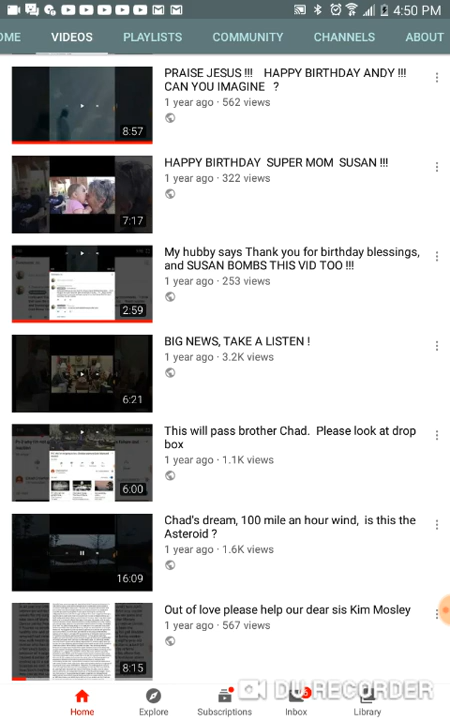 4:50 PM
OME VIDEOS PLAYLISTS COMMUNITY CHANNELS ABOUT
PRAISE JESUS !!! HAPPY BIRTHDAY ANDY !!!
CAN YOU IMAGINE ?
1 year ago · 562 views
8:57
HAPPY BIRTHDAY SUPER MOM SUSAN !!!
1 year ago · 322 views
7:17
My hubby says Thank you for birthday blessings,
and SUSAN BOMBS THIS VID TOO !!!
1 year ago · 253 views
2:59
BIG NEWS, TAKE A LISTEN !
1 year ago · 3.2K views
6:21
This will pass brother Chad. Please look at drop
box
1 year ago · 1.1K views
6:00
Chad's dream, 100 mile an hour wind, is this the
Asteroid ?
1 year ago · 1.6K views
16:09
Out of love please help our dear sis Kim Mosley
1 year ago · 567 views
8:15
DU RECORDER
Home Explore Subscriptions Inbox Library